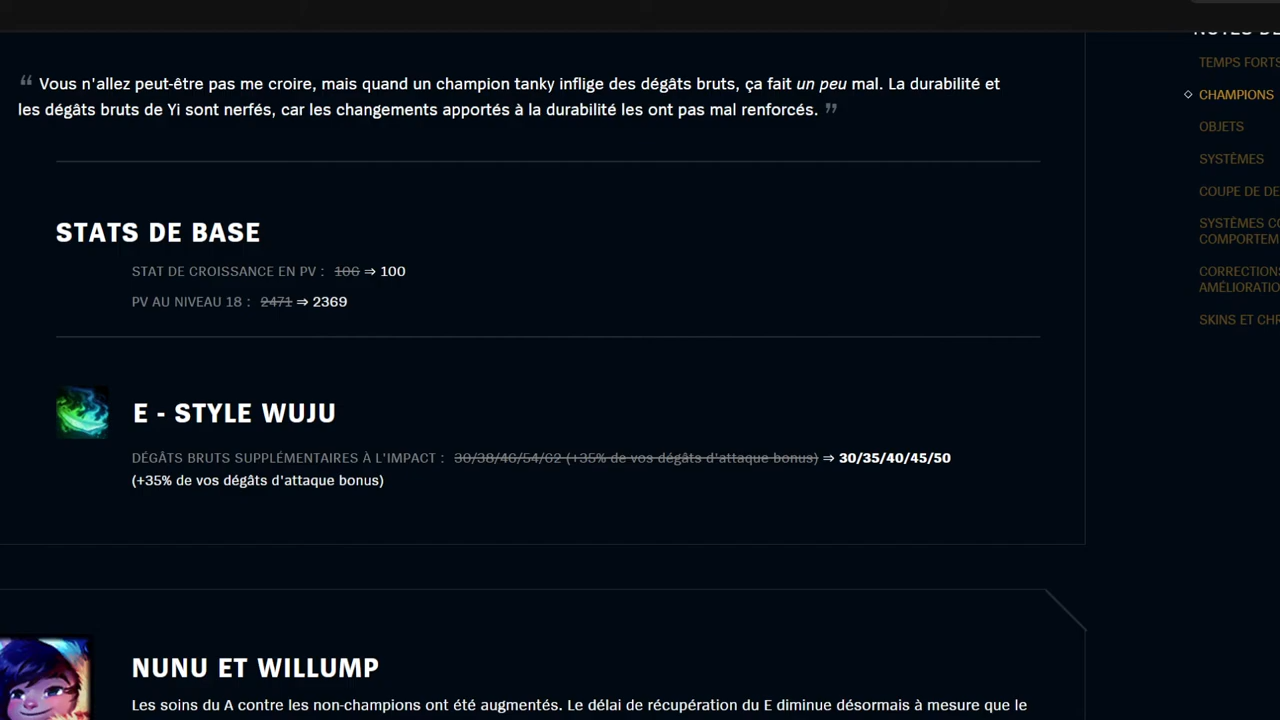 “ Vous n'allez peut-être pas me croire, mais quand un champion tanky inflige des dégâts bruts, ça fait un peu mal. La durabilité et
les dégâts bruts de Yi sont nerfés, car les changements apportés à la durabilité les ont pas mal renforcés. ”
STATS DE BASE
STAT DE CROISSANCE EN PV : 106 ⇒ 100
PV AU NIVEAU 18 : 2471 ⇒ 2369
E - STYLE WUJU
DÉGÂTS BRUTS SUPPLÉMENTAIRES À L'IMPACT : 30/38/46/54/62 (+35% de vos dégâts d'attaque bonus) ⇒ 30/35/40/45/50
(+35% de vos dégâts d'attaque bonus)
NUNU ET WILLUMP
Les soins du A contre les non-champions ont été augmentés. Le délai de récupération du E diminue désormais à mesure que le
TEMPS FORTS
CHAMPIONS
OBJETS
SYSTÈMES
COUPE DE DE
SYSTÈMES CO
COMPORTEM
CORRECTIONS
AMÉLIORATIO
SKINS ET CHR